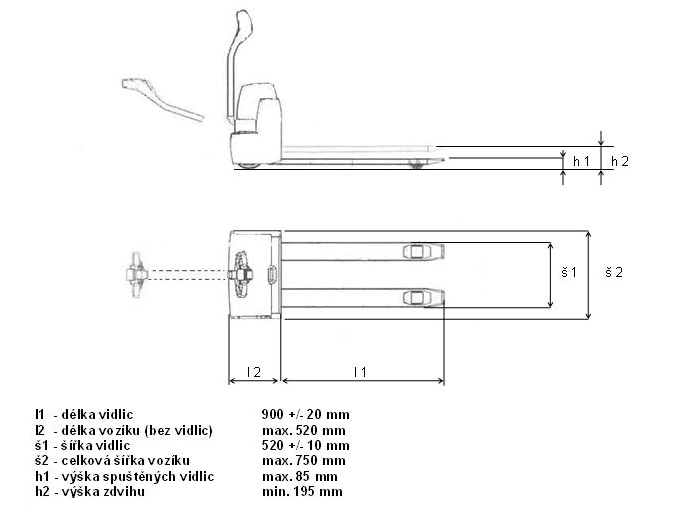 h 1 h 2
š 1 š 2
l 2 l 1
l1 - délka vidlic 900 +/- 20 mm
l2 - délka vozíku (bez vidlic) max. 520 mm
š1 - šířka vidlic 520 +/- 10 mm
š2 - celková šířka vozíku max. 750 mm
h1 - výška spuštěných vidlic max. 85 mm
h2 - výška zdvihu min. 195 mm